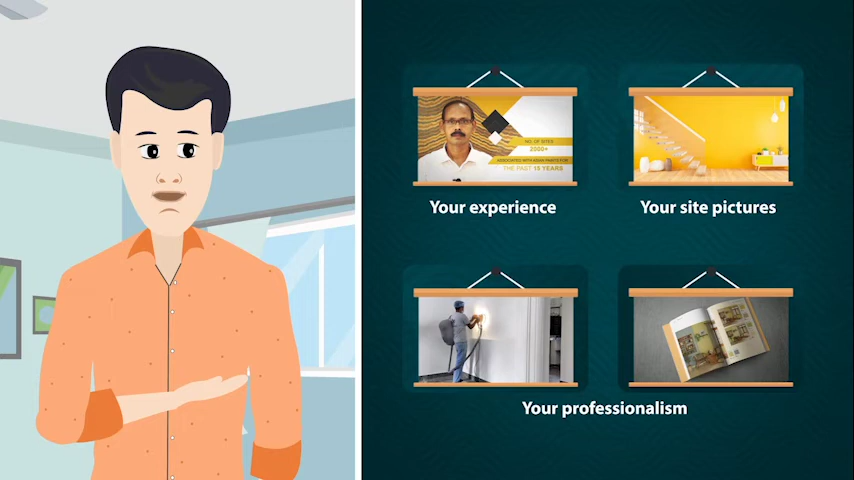 NO. OF SITES
2000+
ASSOCIATED WITH ASIAN PAINTS FOR
THE PAST 15 YEARS
Your experience
Your site pictures
Your professionalism